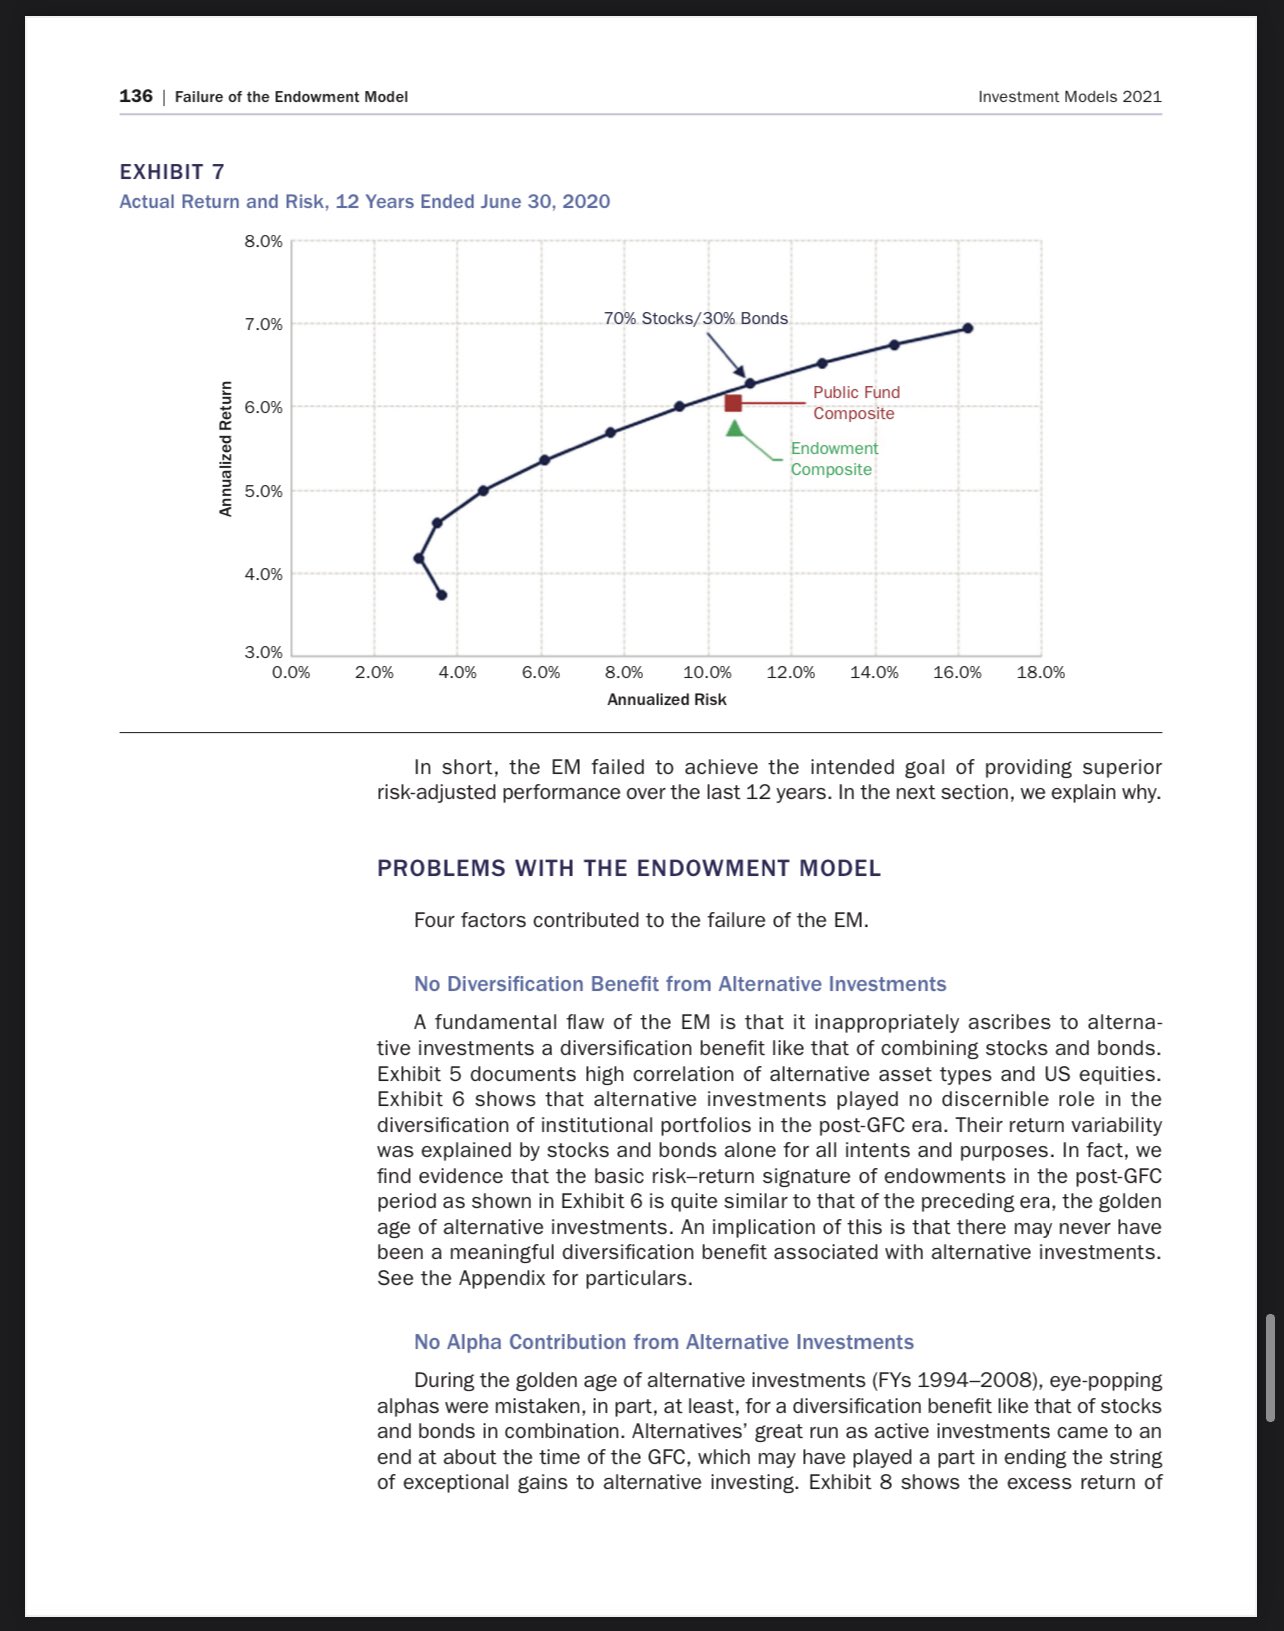 136 | Failure of the Endowment Model
Investment Models 2021
EXHIBIT 7
Actual Return and Risk, 12 Years Ended June 30, 2020
8.0%
7.0%
6.0%
5.0%
4.0%
3.0%
Annualized Return
70% Stocks/30% Bonds
Public Fund
Composite
Endowment
Composite
0.0% 2.0% 4.0% 6.0% 8.0% 10.0% 12.0% 14.0% 16.0% 18.0%
Annualized Risk
In short, the EM failed to achieve the intended goal of providing superior
risk-adjusted performance over the last 12 years. In the next section, we explain why.
PROBLEMS WITH THE ENDOWMENT MODEL
Four factors contributed to the failure of the EM.
No Diversification Benefit from Alternative Investments
A fundamental flaw of the EM is that it inappropriately ascribes to alterna-
tive investments a diversification benefit like that of combining stocks and bonds.
Exhibit 5 documents high correlation of alternative asset types and US equities.
Exhibit 6 shows that alternative investments played no discernible role in the
diversification of institutional portfolios in the post-GFC era. Their return variability
was explained by stocks and bonds alone for all intents and purposes. In fact, we
find evidence that the basic risk–return signature of endowments in the post-GFC
period as shown in Exhibit 6 is quite similar to that of the preceding era, the golden
age of alternative investments. An implication of this is that there may never have
been a meaningful diversification benefit associated with alternative investments.
See the Appendix for particulars.
No Alpha Contribution from Alternative Investments
During the golden age of alternative investments (FYs 1994–2008), eye-popping
alphas were mistaken, in part, at least, for a diversification benefit like that of stocks
and bonds in combination. Alternatives’ great run as active investments came to an
end at about the time of the GFC, which may have played a part in ending the string
of exceptional gains to alternative investing. Exhibit 8 shows the excess return of